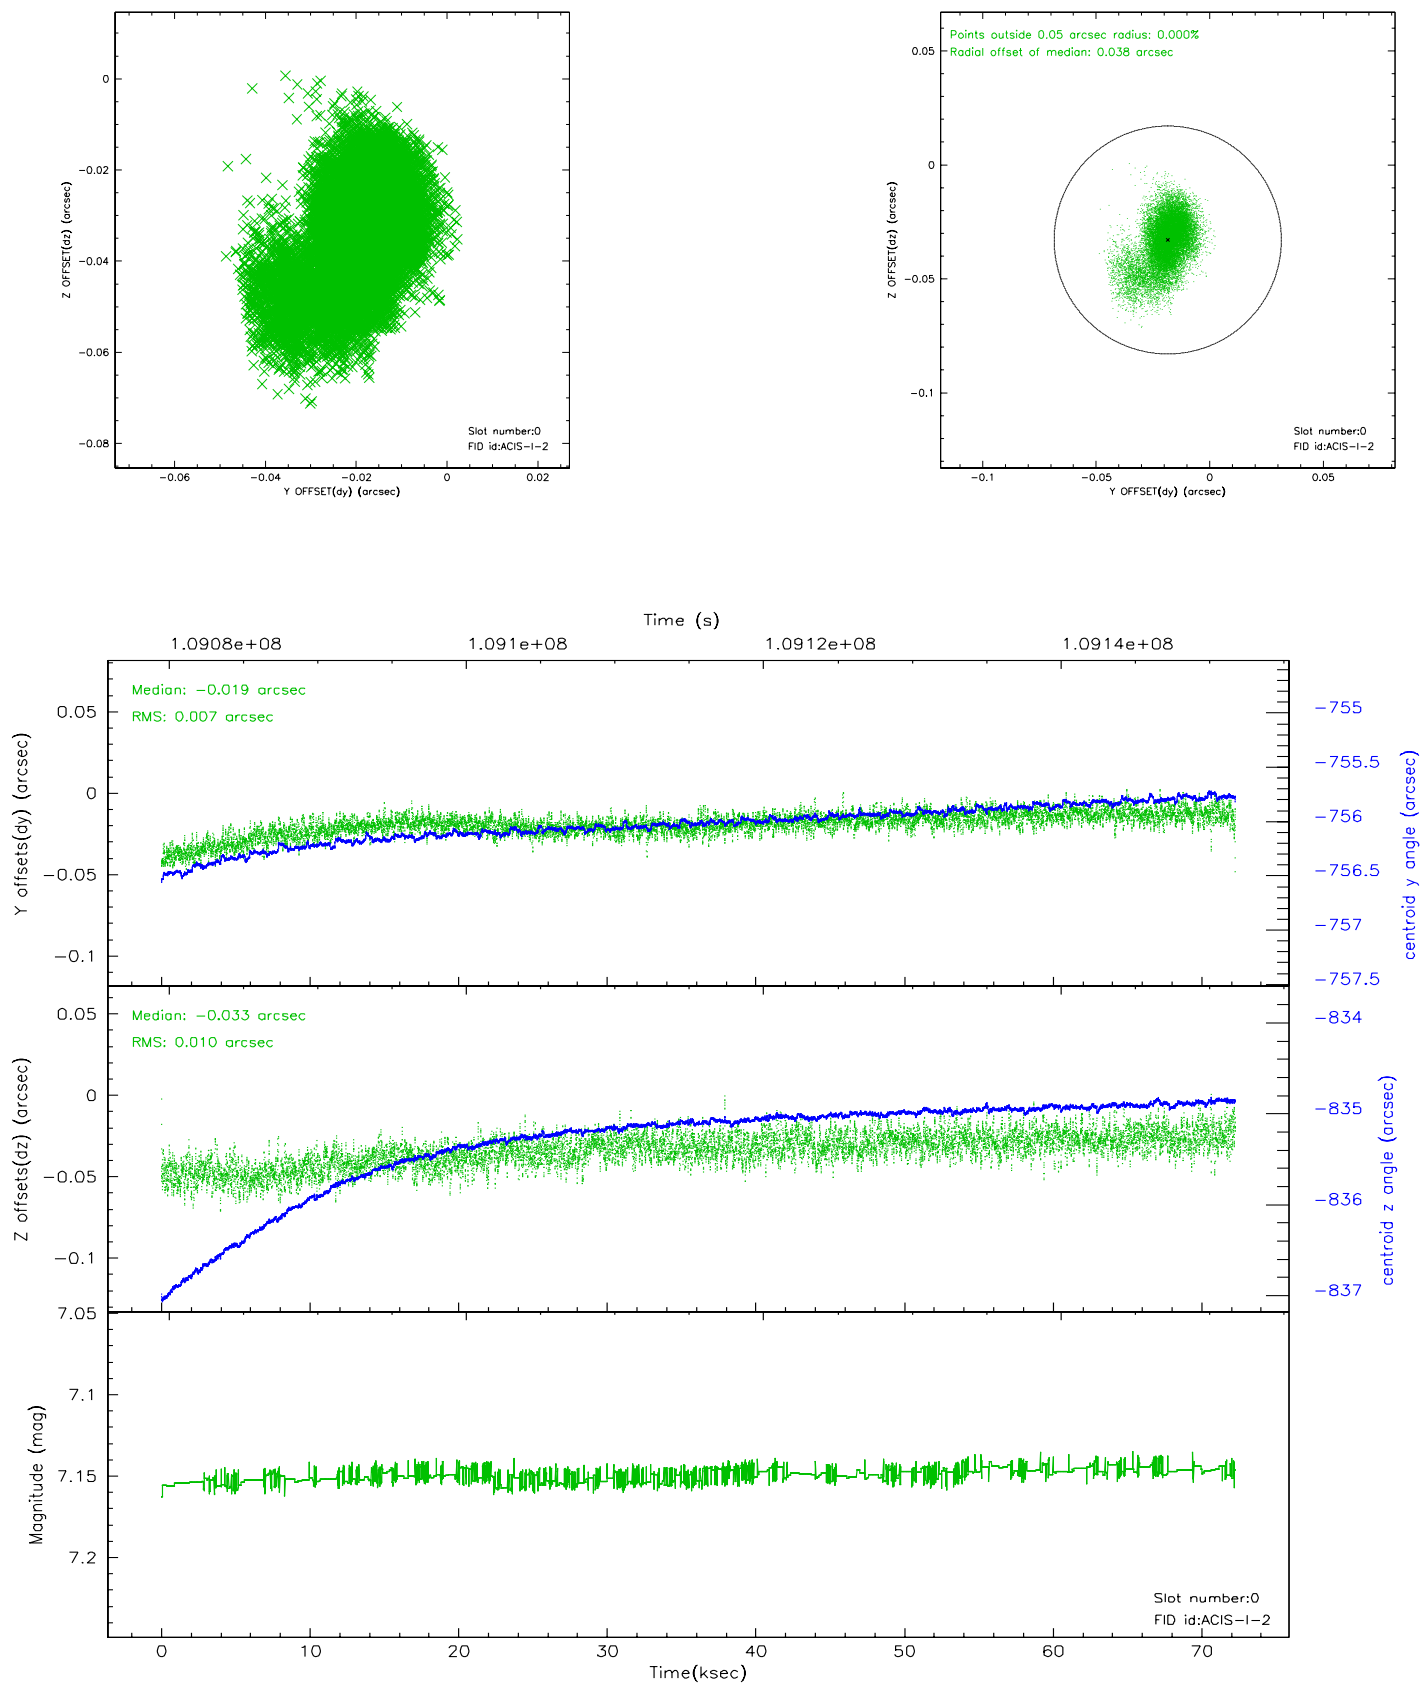 0
-0.02
-0.04
-0.06
-0.08
Z OFFSET(dz) (arcsec)
Slot number:0
FID id:ACIS-I-2
-0.06
-0.04
-0.02
0
0.02
Y OFFSET(dy) (arcsec)
Points outside 0.05 arcsec radius: 0.000%
Radial offset of median: 0.038 arcsec
0.05
0
-0.05
-0.1
Z OFFSET(dz) (arcsec)
Slot number:0
FID id:ACIS-I-2
-0.1
-0.05
0
0.05
Y OFFSET(dy) (arcsec)
Time (s)
1.0908e+08
1.091e+08
1.0912e+08
1.0914e+08
Median: -0.019 arcsec
RMS: 0.007 arcsec
0.05
0
-0.05
-0.1
Y offsets(dy) (arcsec)
-755
-755.5
-756
-756.5
-757
-757.5
centroid y angle (arcsec)
Median: -0.033 arcsec
RMS: 0.010 arcsec
0.05
0
-0.05
-0.1
Z offsets(dz) (arcsec)
-834
-835
-836
-837
centroid z angle (arcsec)
7.05
7.1
7.15
7.2
Magnitude (mag)
Slot number:0
FID id:ACIS-I-2
0
10
20
30
40
50
60
70
Time(ksec)